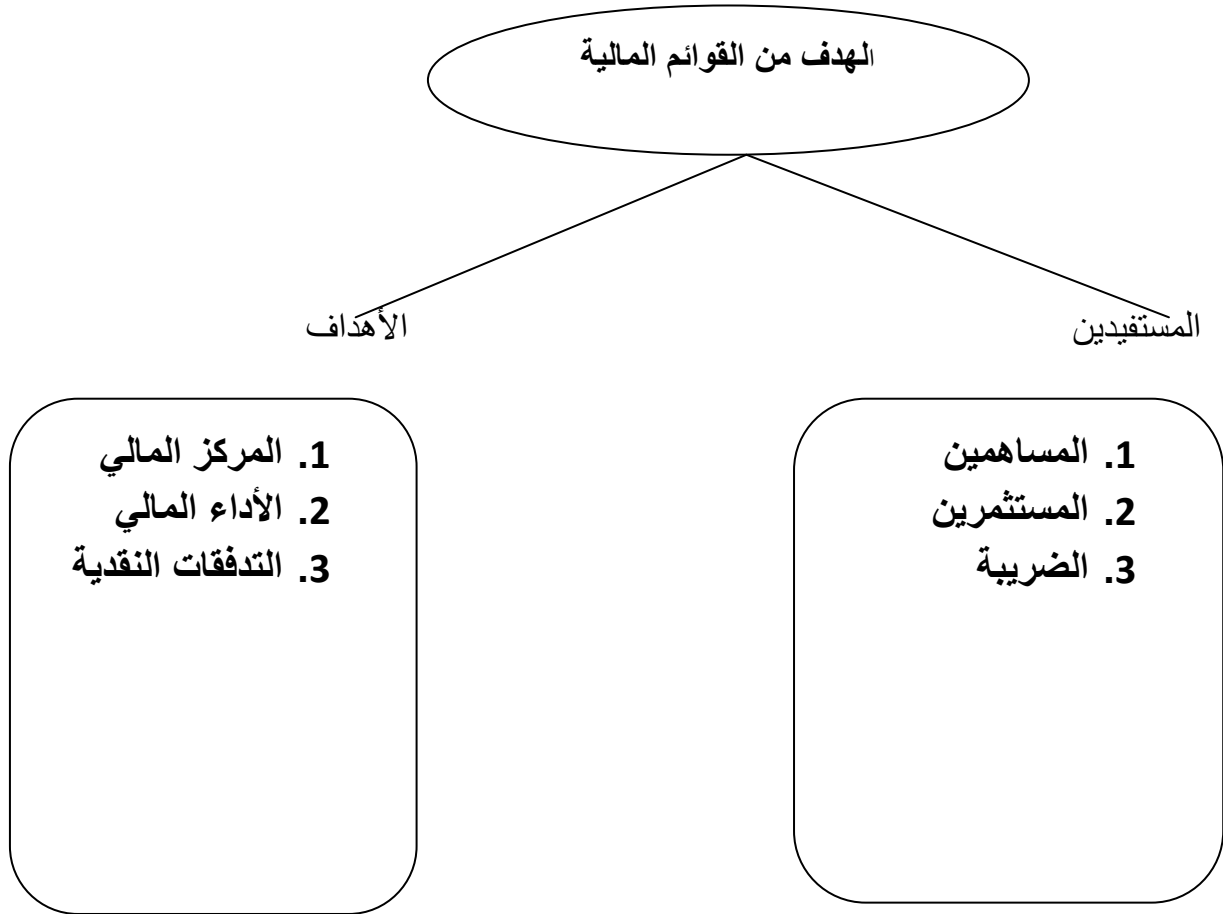 الهدف من القوائم المالية
المستفيدين
الأهداف
1. المساهمين
2. المستثمرين
3. الضريبة
1. المركز المالي
2. الأداء المالي
3. التدفقات النقدية